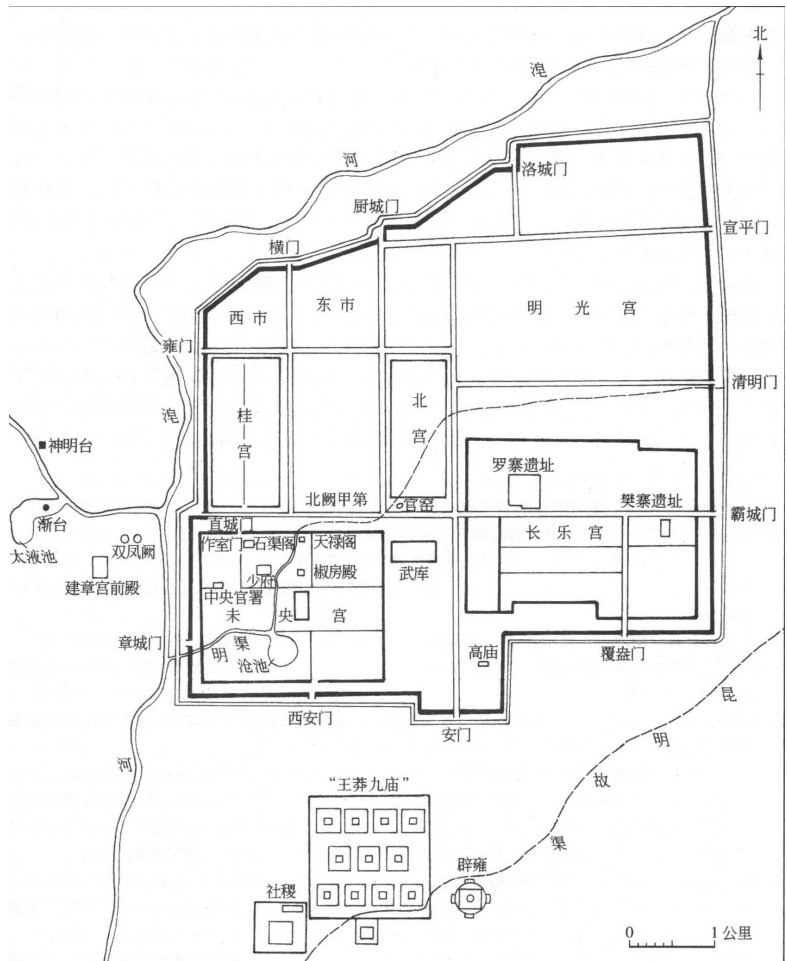 北
洈
河
洛城门
厨城门
宣平门
横门
西市
东市
明光宫
雍门
清明门
洈
桂宫
北宫
神明台
罗寨遗址
北阙甲第
官窑
樊寨遗址
渐台
直城门
霸城门
太液池
双凤阙
作室门
石渠阁
天禄阁
长乐宫
建章宫前殿
少府
椒房殿
武库
中央官署
未央宫
章城门
明渠
沧池
高庙
覆盎门
西安门
安门
昆明故渠
河
“王莽九庙”
辟雍
社稷
0 1公里